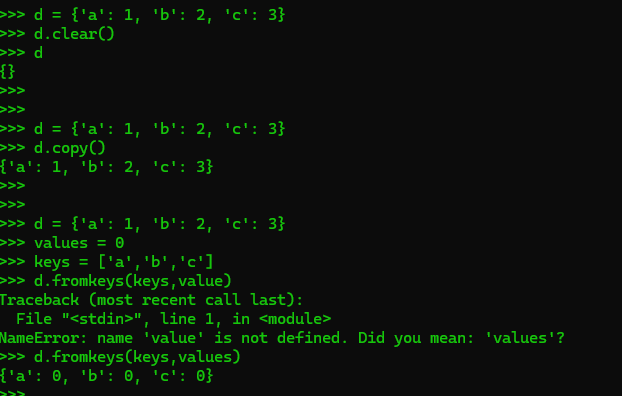 >>> d = {'a': 1, 'b': 2, 'c': 3}
>>> d.clear()
>>> d
{}
>>>
>>>
>>> d = {'a': 1, 'b': 2, 'c': 3}
>>> d.copy()
{'a': 1, 'b': 2, 'c': 3}
>>>
>>>
>>> d = {'a': 1, 'b': 2, 'c': 3}
>>> values = 0
>>> keys = ['a','b','c']
>>> d.fromkeys(keys,value)
Traceback (most recent call last):
  File "<stdin>", line 1, in <module>
NameError: name 'value' is not defined. Did you mean: 'values'?
>>> d.fromkeys(keys,values)
{'a': 0, 'b': 0, 'c': 0}
>>>